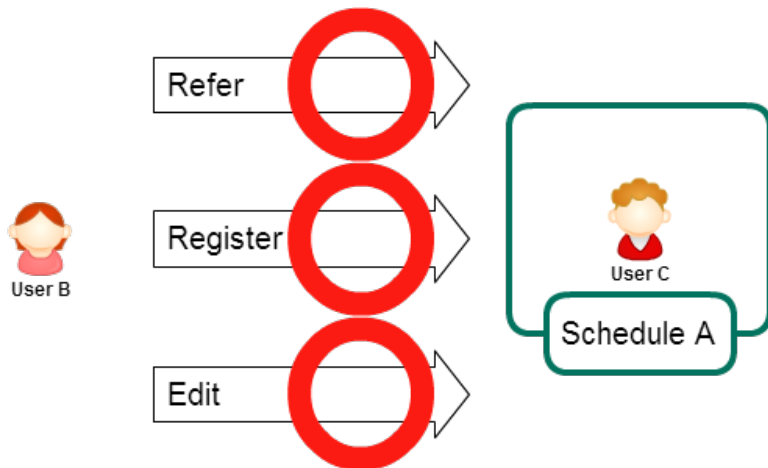 Refer
Register
User B
User C
Schedule A
Edit